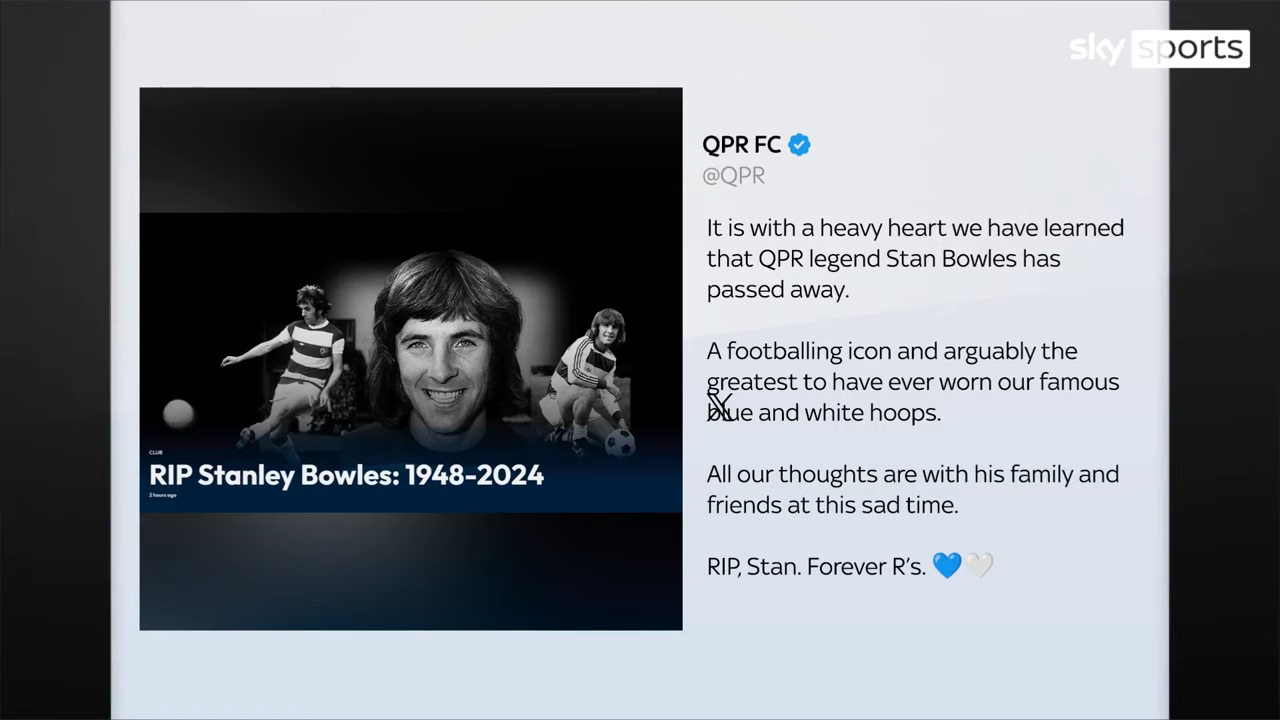 sky sports
QPR FC
@QPR
It is with a heavy heart we have learned
that QPR legend Stan Bowles has
passed away.
A footballing icon and arguably the
greatest to have ever worn our famous
blue and white hoops.
All our thoughts are with his family and
friends at this sad time.
RIP, Stan. Forever R's. 💙🤍
CLUB
RIP Stanley Bowles: 1948-2024
2 hours ago